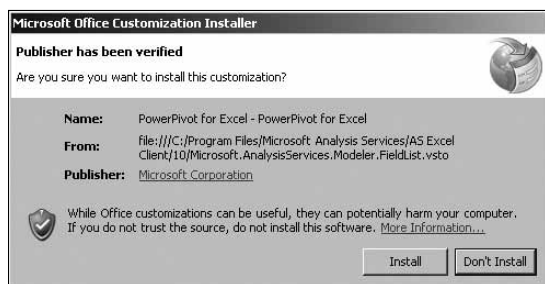 Microsoft Office Customization Installer
Publisher has been verified
Are you sure you want to install this customization?
Name: PowerPivot for Excel - PowerPivot for Excel
From: file:///C:/Program Files/Microsoft Analysis Services/AS Excel
Client/10/Microsoft.AnalysisServices.Modeler.FieldList.vsto
Publisher: Microsoft Corporation
While Office customizations can be useful, they can potentially harm your computer.
If you do not trust the source, do not install this software. More Information...
Install Don't Install